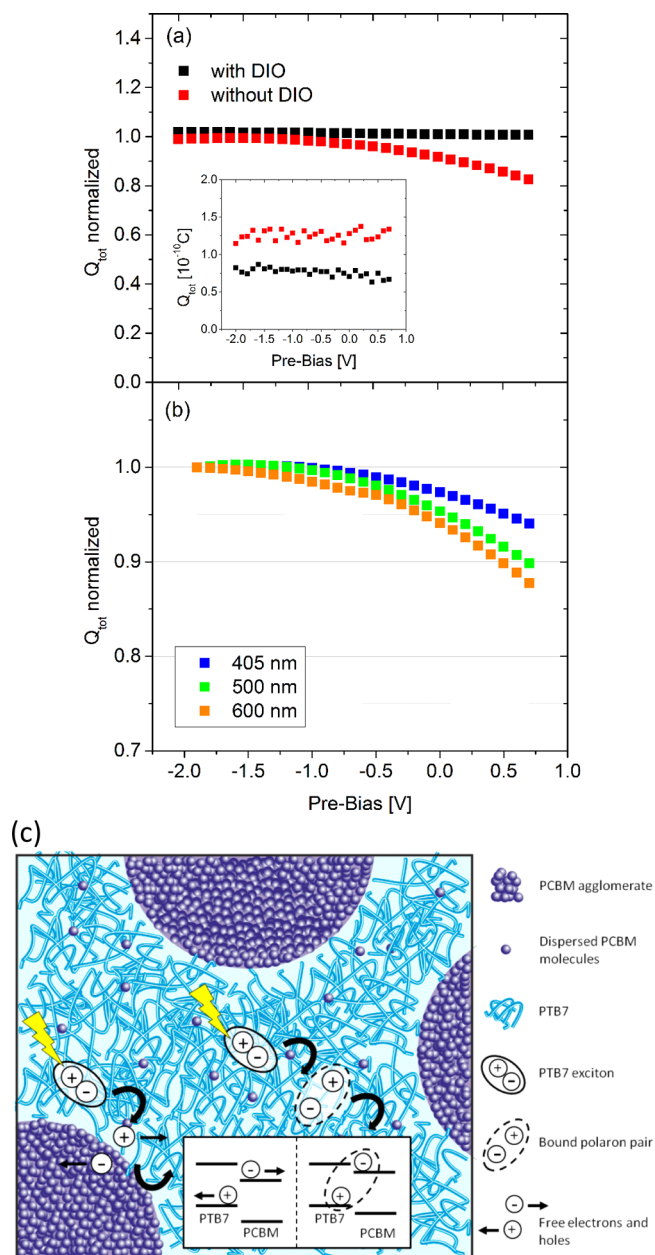 (a)
with DIO
without DIO
Q_tot normalized
1.4
1.2
1.0
0.8
0.6
0.4
0.2
0.0
Q_tot [10^-10 C]
2.0
1.5
1.0
0.5
0.0
-2.0 -1.5 -1.0 -0.5 0.0 0.5 1.0
Pre-Bias [V]
(b)
Q_tot normalized
1.0
0.9
0.8
0.7
405 nm
500 nm
600 nm
-2.0 -1.5 -1.0 -0.5 0.0 0.5 1.0
Pre-Bias [V]
(c)
+ -
+ -
+
-
+
-
-
+
PTB7
PCBM
-
+
PTB7
PCBM
PCBM agglomerate
Dispersed PCBM
molecules
PTB7
+ -
PTB7 exciton
+
-
Bound polaron pair
-
+
Free electrons and
holes